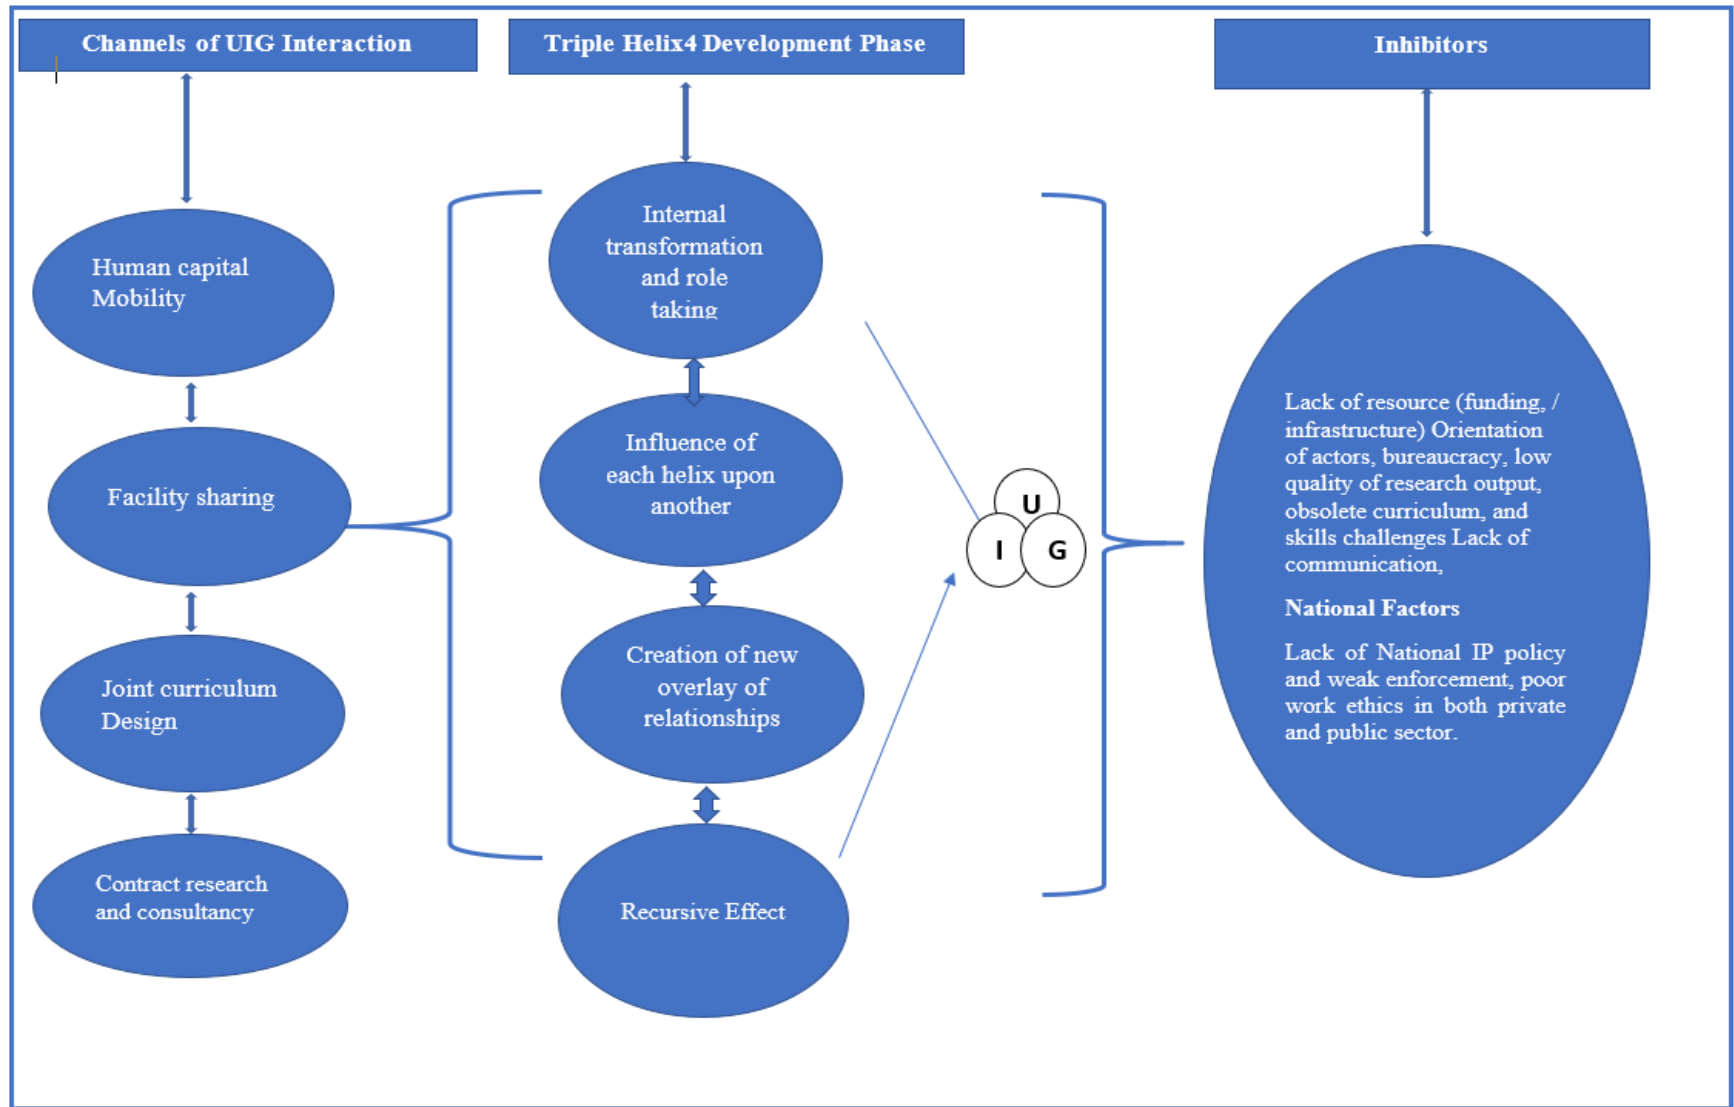 Channels of UIG Interaction
Triple Helix4 Development Phase
Inhibitors
Human capital
Mobility
Facility sharing
Joint curriculum
Design
Contract research
and consultancy
Internal
transformation
and role
taking
Influence of
each helix upon
another
Creation of new
overlay of
relationships
Recursive Effect
U
I
G
Lack of resource (funding, /
infrastructure) Orientation
of actors, bureaucracy, low
quality of research output,
obsolete curriculum, and
skills challenges Lack of
communication,
National Factors
Lack of National IP policy
and weak enforcement, poor
work ethics in both private
and public sector.